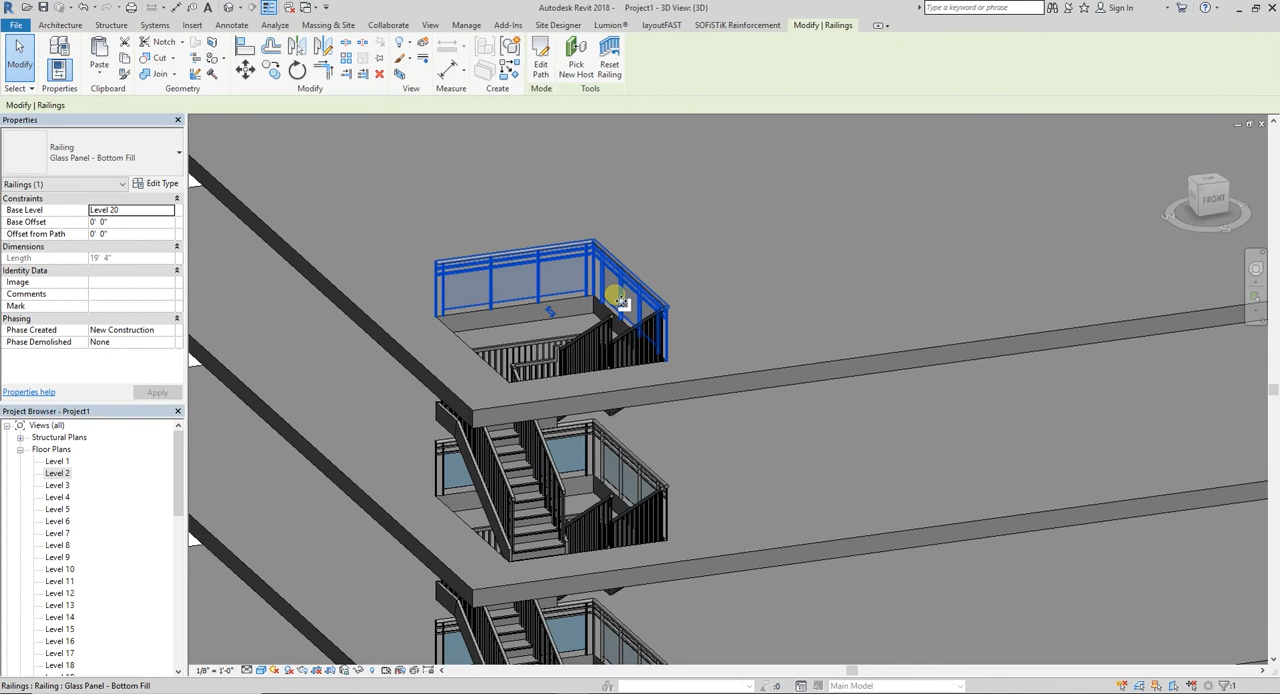 Autodesk Revit 2018 - Project1 - 3D View: {3D}
Type a keyword or phrase
Sign In
File Architecture Structure Systems Insert Annotate Analyze Massing & Site Collaborate View Manage Add-Ins Site Designer Lumion® layoutFAST SOFiSTiK Reinforcement Modify | Railings
Modify
Paste
Notch
Cut
Join
Edit Path
Pick New Host
Reset Railing
Select Properties Clipboard Geometry Modify View Measure Create Mode Tools
Modify | Railings
Properties
Railing
Glass Panel - Bottom Fill
Railings (1) Edit Type
Constraints
Base Level Level 20
Base Offset 0' 0"
Offset from Path 0' 0"
Dimensions
Length 19' 4"
Identity Data
Image
Comments
Mark
Phasing
Phase Created New Construction
Phase Demolished None
Properties help Apply
Project Browser - Project1
Views (all)
Structural Plans
Floor Plans
Level 1
Level 2
Level 3
Level 4
Level 5
Level 6
Level 7
Level 8
Level 9
Level 10
Level 11
Level 12
Level 13
Level 14
Level 15
Level 16
Level 17
Level 18
FRONT
1/8" = 1'-0"
Railings : Railing : Glass Panel - Bottom Fill
:0
Main Model
:1